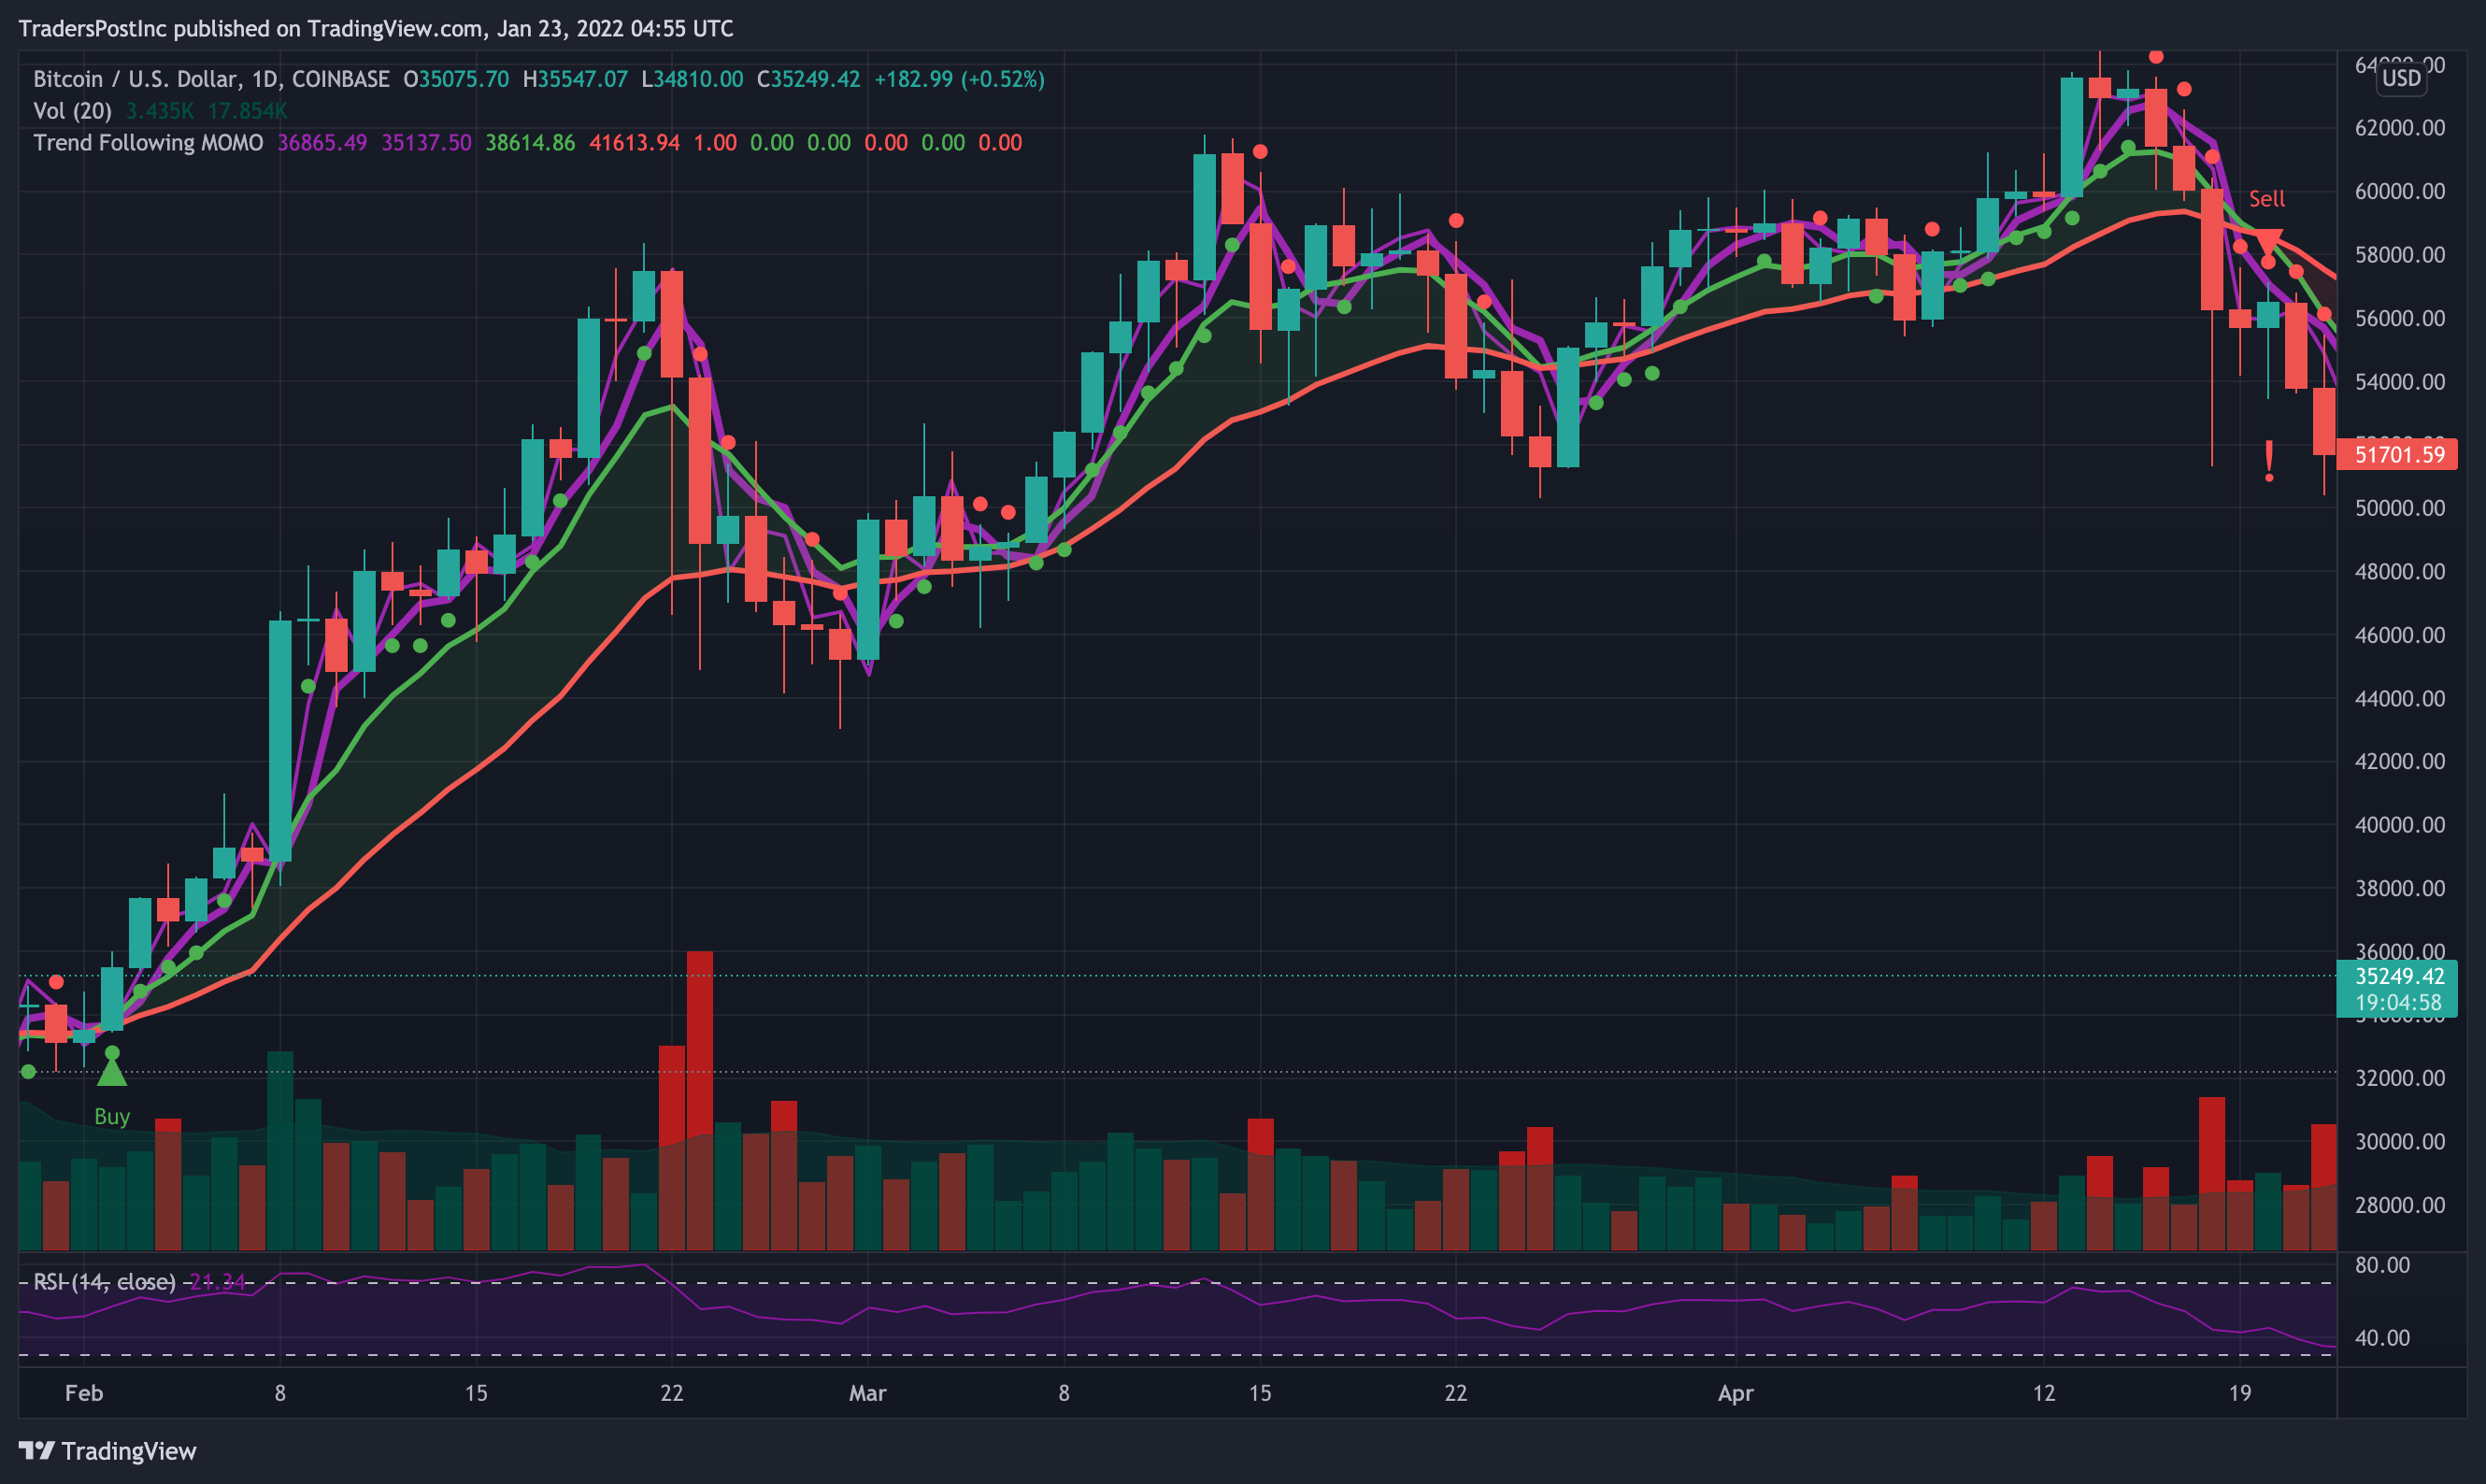 TradersPostInc published on TradingView.com, Jan 23, 2022 04:55 UTC
Bitcoin / U.S. Dollar, 1D, COINBASE O35075.70 H35547.07 L34810.00 C35249.42 +182.99 (+0.52%)
Vol (20) 3.435K 17.854K
Trend Following MOMO 36865.49 35137.50 38614.86 41613.94 1.00 0.00 0.00 0.00 0.00 0.00
USD
62000.00
60000.00
Sell
58000.00
56000.00
54000.00
!
51701.59
50000.00
48000.00
46000.00
44000.00
42000.00
40000.00
38000.00
36000.00
35249.42
19:04:58
32000.00
Buy
30000.00
28000.00
RSI (14, close) 21.34
80.00
40.00
Feb 8 15 22 Mar 8 15 22 Apr 12 19
TradingView